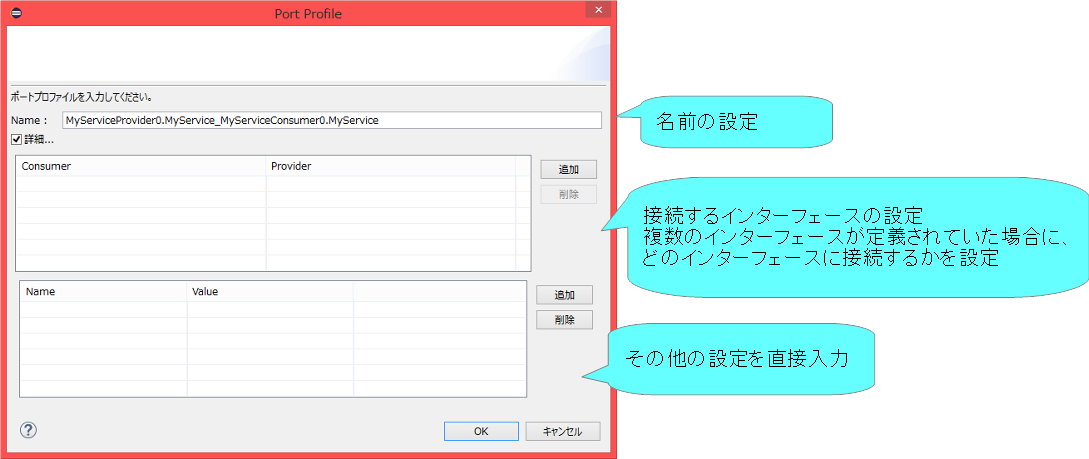 Port Profile
ポートプロファイルを入力してください。
Name : MyServiceProvider0.MyService_MyServiceConsumer0.MyService
詳細...
Consumer Provider
追加
削除
Name Value
追加
削除
OK キャンセル
名前の設定
接続するインターフェースの設定
複数のインターフェースが定義されていた場合に、
どのインターフェースに接続するかを設定
その他の設定を直接入力